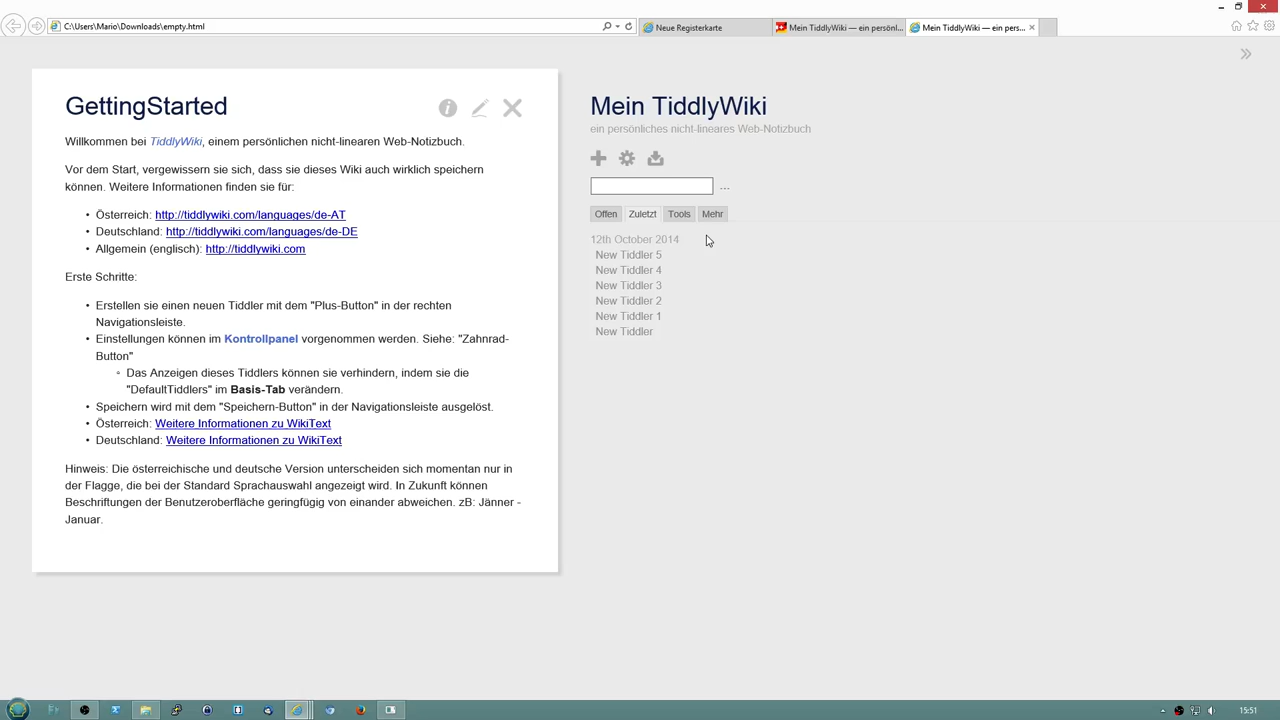 C:\Users\Mario\Downloads\empty.html
Neue Registerkarte
Mein TiddlyWiki — ein persönl...
Mein TiddlyWiki — ein pers...
GettingStarted
Willkommen bei TiddlyWiki, einem persönlichen nicht-linearen Web-Notizbuch.
Vor dem Start, vergewissern sie sich, dass sie dieses Wiki auch wirklich speichern
können. Weitere Informationen finden sie für:
• Österreich: http://tiddlywiki.com/languages/de-AT
• Deutschland: http://tiddlywiki.com/languages/de-DE
• Allgemein (englisch): http://tiddlywiki.com
Erste Schritte:
• Erstellen sie einen neuen Tiddler mit dem "Plus-Button" in der rechten
Navigationsleiste.
• Einstellungen können im Kontrollpanel vorgenommen werden. Siehe: "Zahnrad-
Button"
◦ Das Anzeigen dieses Tiddlers können sie verhindern, indem sie die
"DefaultTiddlers" im Basis-Tab verändern.
• Speichern wird mit dem "Speichern-Button" in der Navigationsleiste ausgelöst.
• Österreich: Weitere Informationen zu WikiText
• Deutschland: Weitere Informationen zu WikiText
Hinweis: Die österreichische und deutsche Version unterscheiden sich momentan nur in
der Flagge, die bei der Standard Sprachauswahl angezeigt wird. In Zukunft können
Beschriftungen der Benutzeroberfläche geringfügig von einander abweichen. zB: Jänner -
Januar.
Mein TiddlyWiki
ein persönliches nicht-lineares Web-Notizbuch
...
Offen
Zuletzt
Tools
Mehr
12th October 2014
New Tiddler 5
New Tiddler 4
New Tiddler 3
New Tiddler 2
New Tiddler 1
New Tiddler
15:51